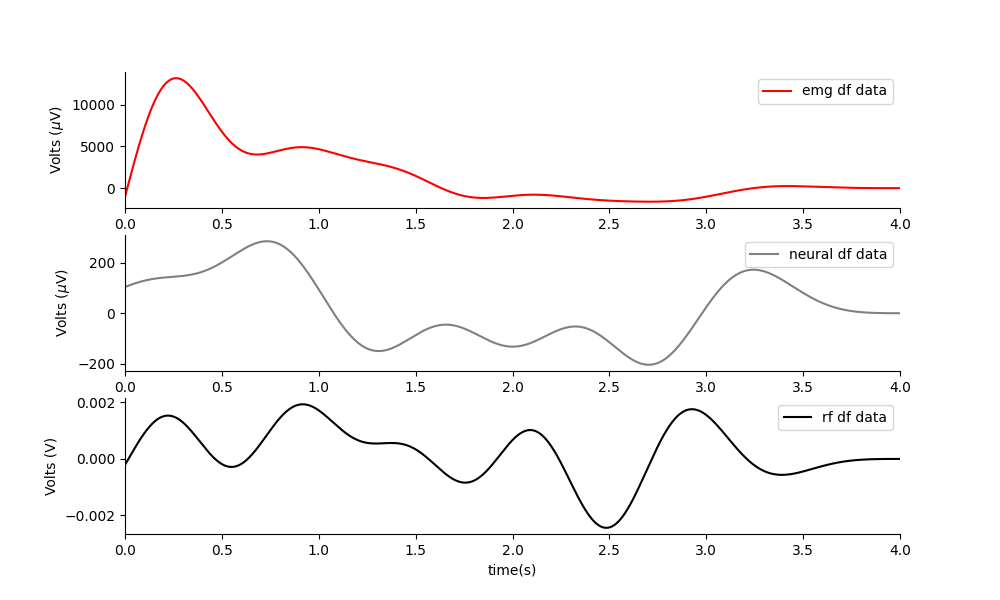 emg df data
Volts (μV)
10000
5000
0
0.0 0.5 1.0 1.5 2.0 2.5 3.0 3.5 4.0
neural df data
Volts (μV)
200
0
−200
0.0 0.5 1.0 1.5 2.0 2.5 3.0 3.5 4.0
rf df data
Volts (V)
0.002
0.000
−0.002
0.0 0.5 1.0 1.5 2.0 2.5 3.0 3.5 4.0
time(s)